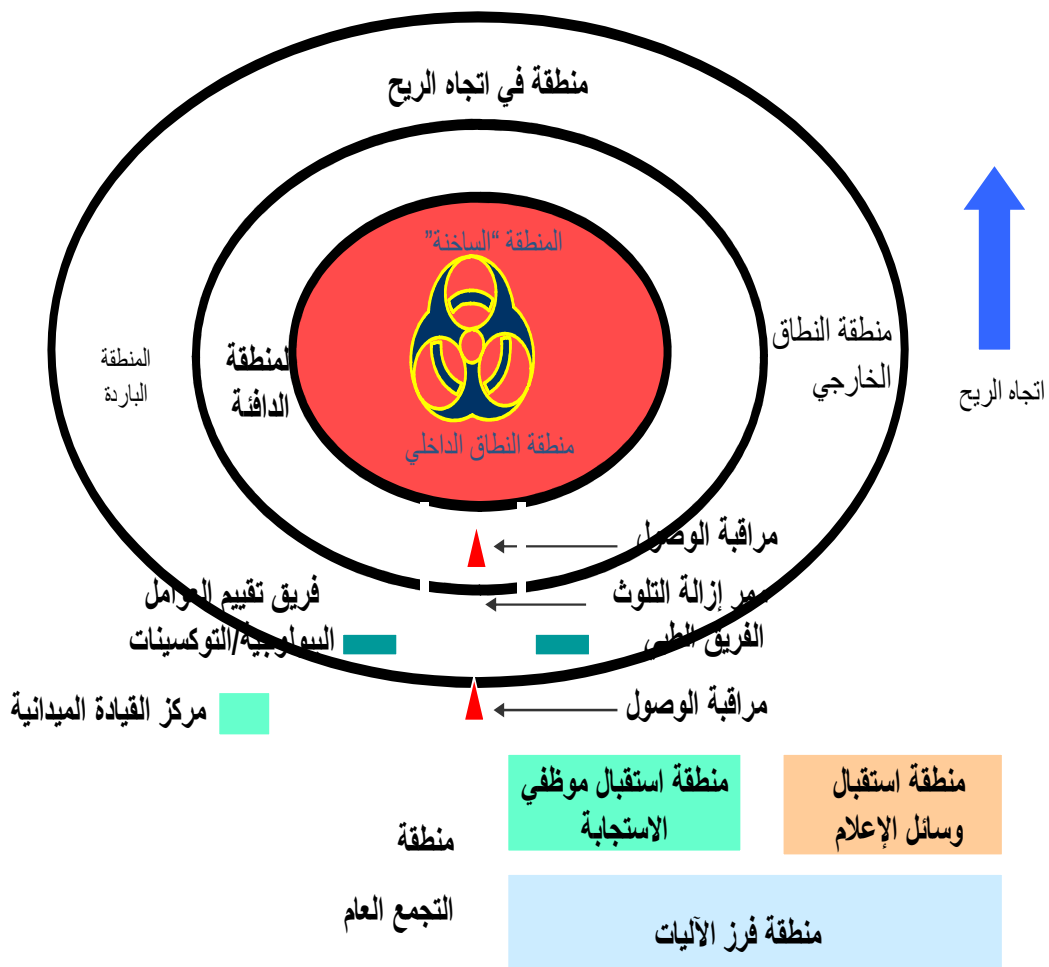 منطقة في اتجاه الريح
المنطقة “الساخنة”
منطقة النطاق
الخارجي
المنطقة
الباردة
المنطقة
الدافئة
اتجاه الريح
منطقة النطاق الداخلي
مراقبة الوصول
ممر إزالة التلوث
فريق تقييم العوامل
البيولوجية/التوكسينات
الفريق الطبي
مراقبة الوصول
مركز القيادة الميدانية
منطقة استقبال
وسائل الإعلام
منطقة استقبال موظفي
الاستجابة
منطقة
التجمع العام
منطقة فرز الآليات